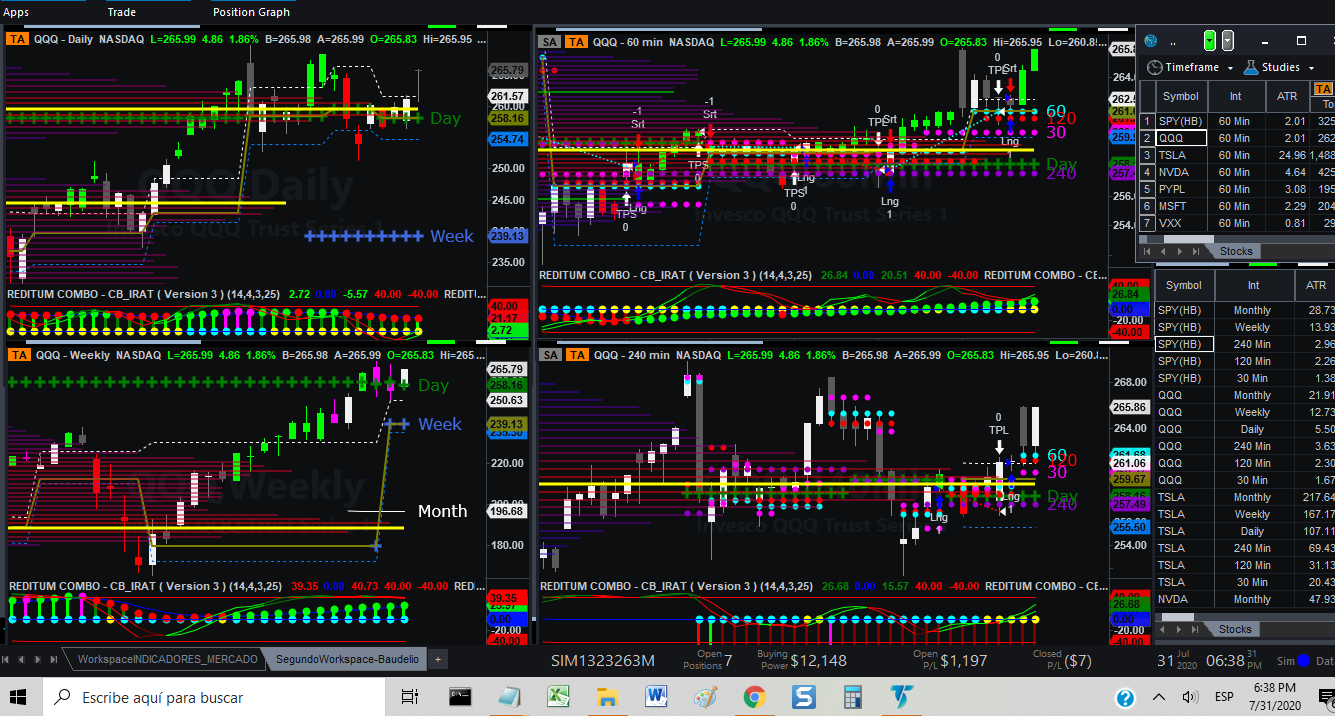 Apps Trade Position Graph
TA QQQ - Daily NASDAQ L=265.99 4.86 1.86% B=265.98 A=265.99 O=265.83 Hi=265.95 ...
265.79
261.57
260.00
258.16
254.74
250.00
245.00
239.13
235.00
Day
Week
QQQ Daily
Invesco QQQ Trust Series 1
REDITUM COMBO - CB_IRAT ( Version 3 ) (14,4,3,25) 2.72 0.00 -5.57 40.00 -40.00 REDIT...
40.00
21.17
2.72
SA TA QQQ - 60 min NASDAQ L=265.99 4.86 1.86% B=265.98 A=265.99 O=265.83 Hi=265.95 Lo=260.8...
264.0
256.0
254.0
60
120
30
Day
240
-1
Srt
-1
Srt
TPS
0
TPS
0
Lng
TPS
0
Lng
1
0
TPL
Srt
Lng
1
0
TPL
Srt
Lng
1
REDITUM COMBO - CB_IRAT ( Version 3 ) (14,4,3,25) 26.84 0.00 20.51 40.00 -40.00 REDITUM COMBO - CE...
40.00
26.84
0.00
-20.00
40.00
TA QQQ - Weekly NASDAQ L=265.99 4.86 1.86% B=265.98 A=265.99 O=265.83 Hi=265 ...
265.79
258.16
250.63
239.13
220.00
196.68
180.00
Day
Week
Month
QQQ Weekly
Invesco QQQ Trust Series
REDITUM COMBO - CB_IRAT ( Version 3 ) (14,4,3,25) 39.35 0.00 40.73 40.00 -40.00 RED...
39.35
0.00
-20.00
40.00
SA TA QQQ - 240 min NASDAQ L=265.99 4.86 1.86% B=265.98 A=265.99 O=265.83 Hi=265.95 Lo=260....
268.00
265.86
264.00
261.06
259.67
257.49
255.50
254.00
60
120
30
Day
240
0
TPL
Lng
1
Lng
1
Invesco QQQ Trust Se
REDITUM COMBO - CB_IRAT ( Version 3 ) (14,4,3,25) 26.68 0.00 15.57 40.00 -40.00 REDITUM COMBO - CE...
26.68
0.00
-20.00
40.00
Timeframe Studies
Symbol Int ATR TA
1 SPY(HB) 60 Min 2.01 325
2 QQQ 60 Min 2.01 262
3 TSLA 60 Min 24.96 1,488
4 NVDA 60 Min 4.64 425
5 PYPL 60 Min 3.08 195
6 MSFT 60 Min 2.29 204
7 VXX 60 Min 0.81 29
Stocks
Symbol Int ATR
SPY(HB) Monthly 28.73
SPY(HB) Weekly 13.93
SPY(HB) 240 Min 2.96
SPY(HB) 120 Min 2.26
SPY(HB) 30 Min 1.38
QQQ Monthly 21.91
QQQ Weekly 12.73
QQQ Daily 5.50
QQQ 240 Min 3.63
QQQ 120 Min 2.30
QQQ 30 Min 1.67
TSLA Monthly 217.64
TSLA Weekly 167.17
TSLA Daily 107.11
TSLA 240 Min 69.43
TSLA 120 Min 31.13
TSLA 30 Min 20.43
NVDA Monthly 47.93
Stocks
WorkspaceINDICADORES_MERCADO SegundoWorkspace-Baudelio +
SIM1323263M Open Positions 7 Buying Power $12,148 Open P/L $1,197 Closed P/L ($7) 31 Jul 2020 06:38 31 PM Sim Data
Escribe aquí para buscar
ESP
6:38 PM
7/31/2020